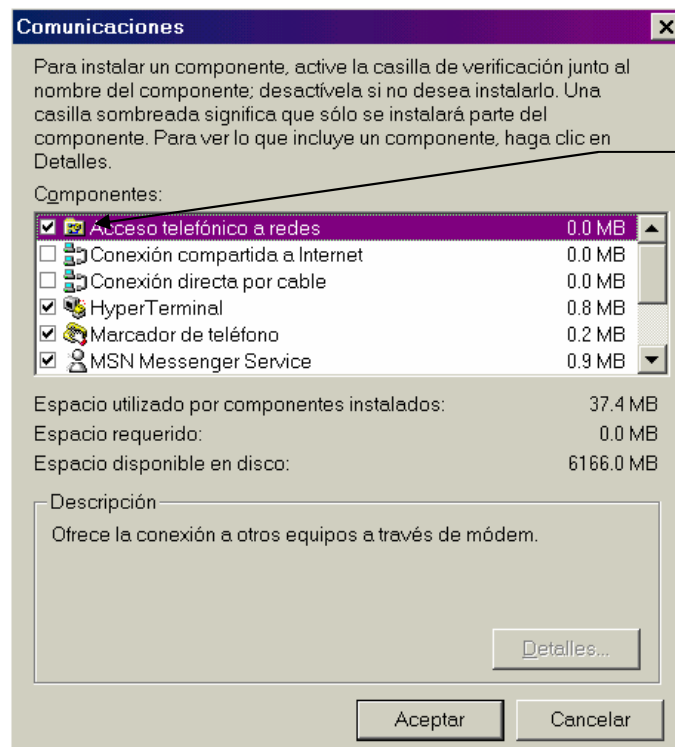 Comunicaciones
Para instalar un componente, active la casilla de verificación junto al
nombre del componente; desactívela si no desea instalarlo. Una
casilla sombreada significa que sólo se instalará parte del
componente. Para ver lo que incluye un componente, haga clic en
Detalles.
Componentes:
Acceso telefónico a redes 0.0 MB
Conexión compartida a Internet 0.0 MB
Conexión directa por cable 0.0 MB
HyperTerminal 0.8 MB
Marcador de teléfono 0.2 MB
MSN Messenger Service 0.9 MB
Espacio utilizado por componentes instalados: 37.4 MB
Espacio requerido: 0.0 MB
Espacio disponible en disco: 6166.0 MB
Descripción
Ofrece la conexión a otros equipos a través de módem.
Detalles...
Aceptar Cancelar